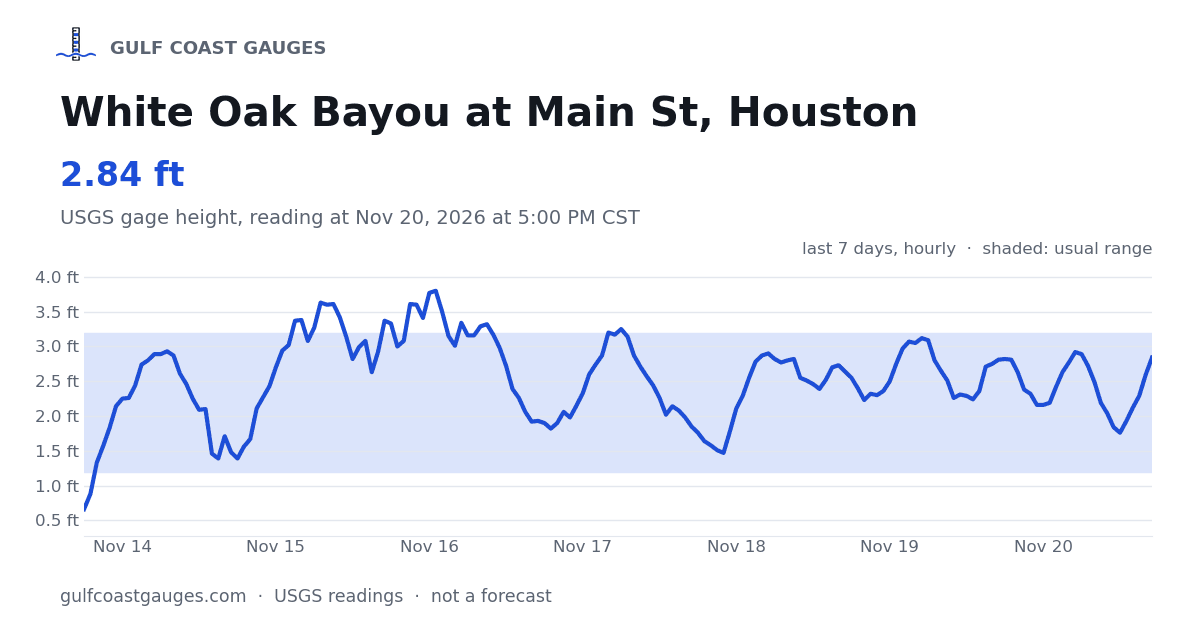 GULF COAST GAUGES
White Oak Bayou at Main St, Houston
2.84 ft
USGS gage height, reading at Nov 20, 2026 at 5:00 PM CST
last 7 days, hourly · shaded: usual range
4.0 ft
3.5 ft
3.0 ft
2.5 ft
2.0 ft
1.5 ft
1.0 ft
0.5 ft
Nov 14 Nov 15 Nov 16 Nov 17 Nov 18 Nov 19 Nov 20
gulfcoastgauges.com · USGS readings · not a forecast